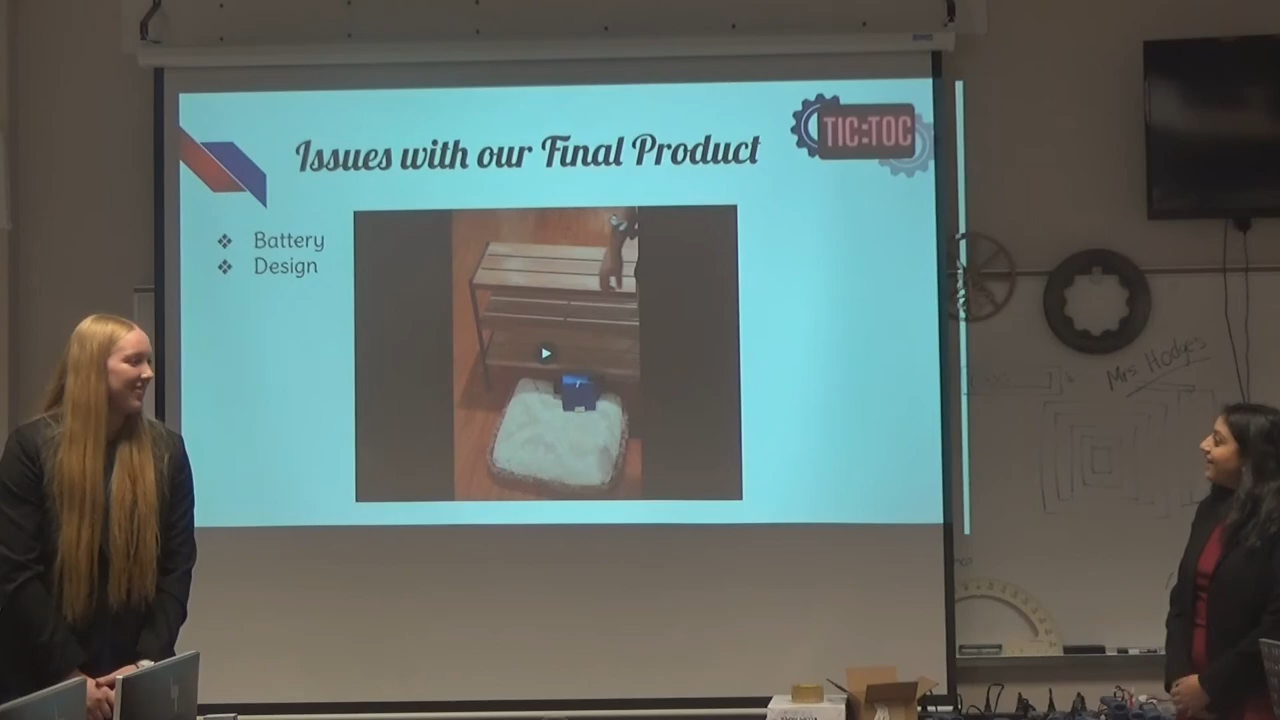 Issues with our Final Product
TIC:TOC
❖ Battery
❖ Design
Mrs Hodges